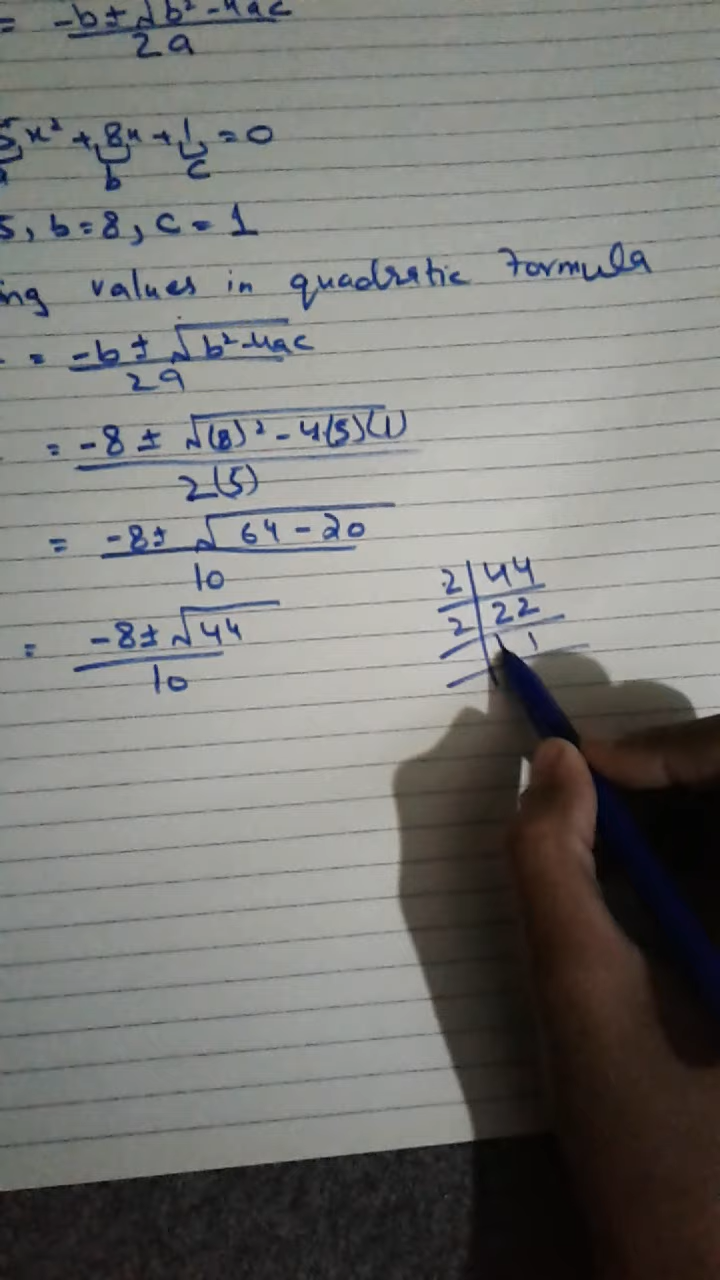 = -b ± √b² - 4ac
2a
5x² + 8x + 1 = 0
b c
5, b = 8, c = 1
ng values in quadratic Formula
= -b ± √b² - 4ac
2a
= -8 ± √(8)² - 4(5)(1)
2(5)
= -8 ± √64 - 20
10
= -8 ± √44
10
2 | 44
2 | 22
11